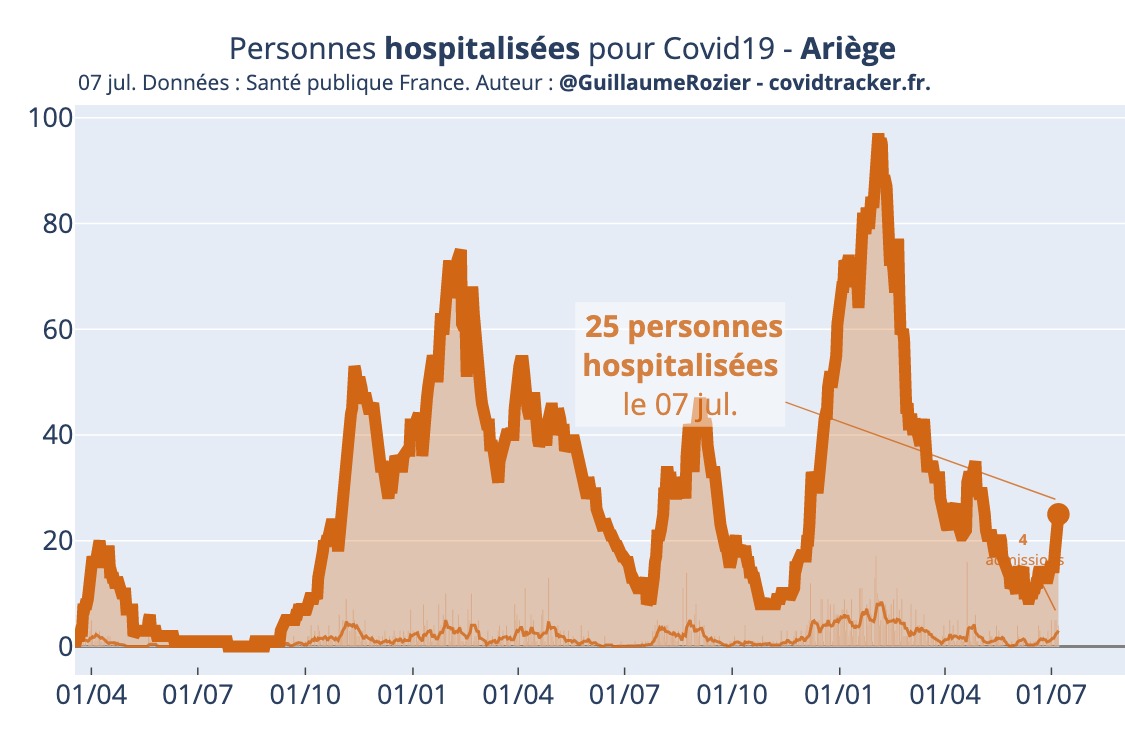 Personnes hospitalisées pour Covid19 - Ariège
07 jul. Données : Santé publique France. Auteur : @GuillaumeRozier - covidtracker.fr.
100
80
60
40
20
0
25 personnes
hospitalisées
le 07 jul.
4
admissions
01/04 01/07 01/10 01/01 01/04 01/07 01/10 01/01 01/04 01/07